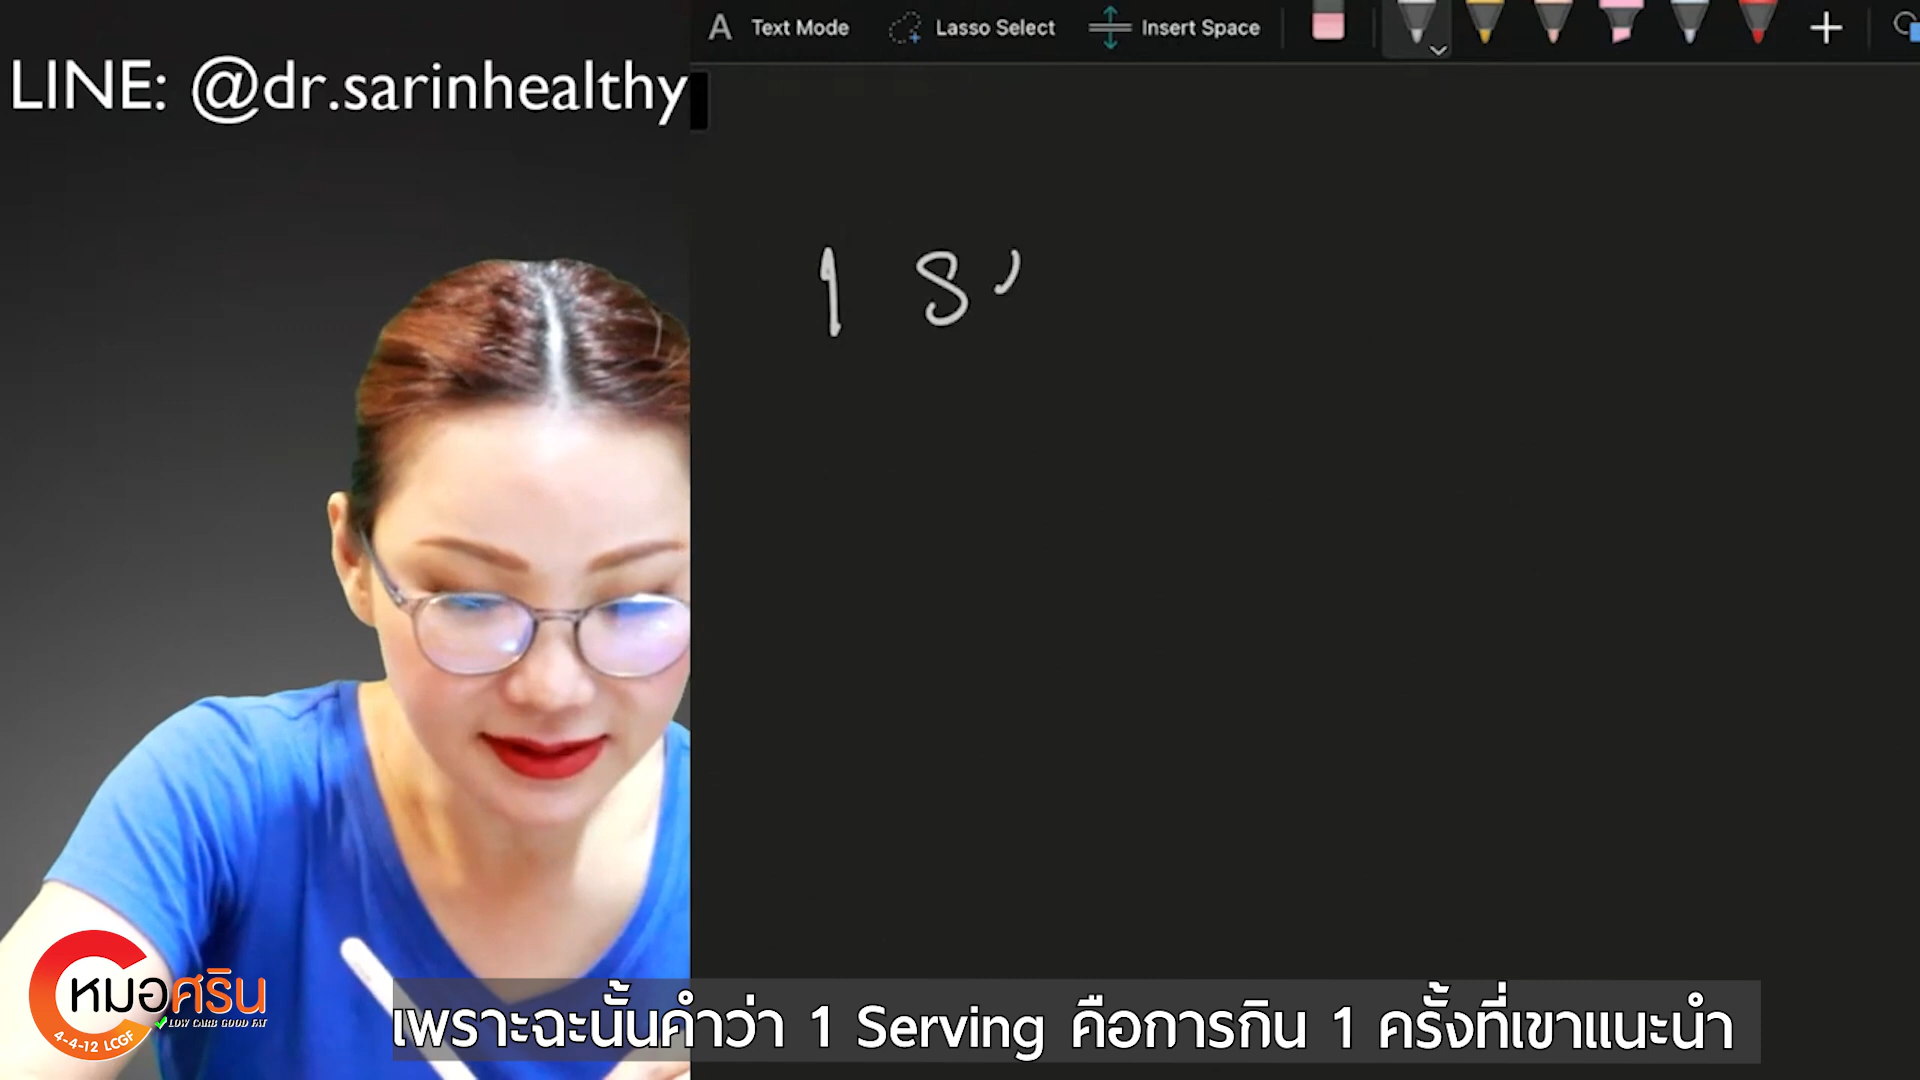 A Text Mode Lasso Select Insert Space
LINE: @dr.sarinhealthy
1 S
หมอศริน
LOW CARB GOOD FAT
4-4-12 LCGF
เพราะฉะนั้นคำว่า 1 Serving คือการกิน 1 ครั้งที่เขาแนะนำ